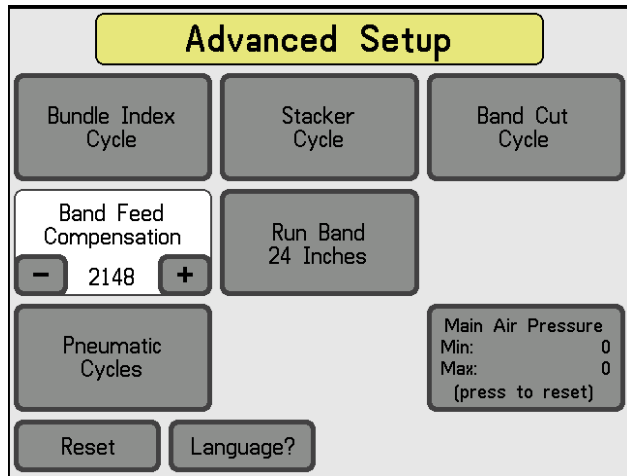 Advanced Setup
Bundle Index
Cycle
Stacker
Cycle
Band Cut
Cycle
Band Feed
Compensation
- 2148 +
Run Band
24 Inches
Pneumatic
Cycles
Main Air Pressure
Min: 0
Max: 0
(press to reset)
Reset
Language?